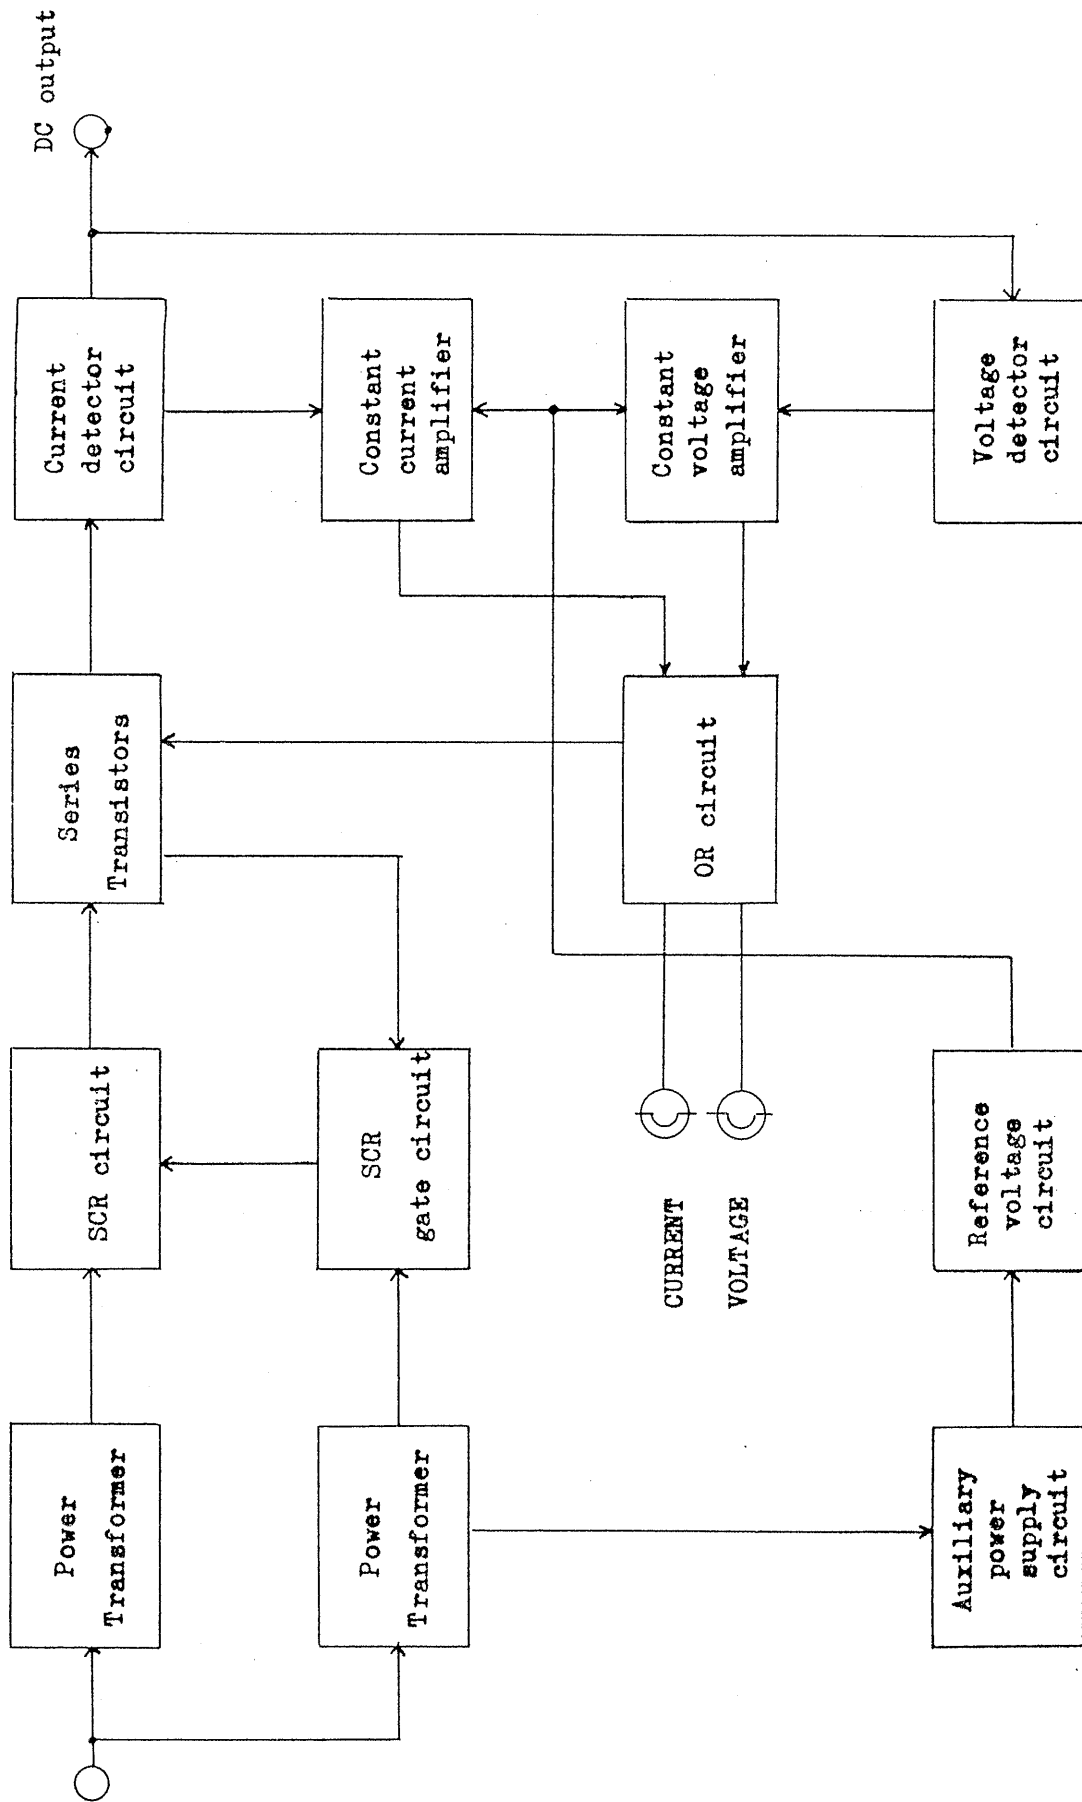 DC output
Power
Transformer
SCR circuit
Series
Transistors
Current
detector
circuit
Power
Transformer
SCR
gate circuit
Constant
current
amplifier
CURRENT
VOLTAGE
OR circuit
Constant
voltage
amplifier
Auxiliary
power
supply
circuit
Reference
voltage
circuit
Voltage
detector
circuit